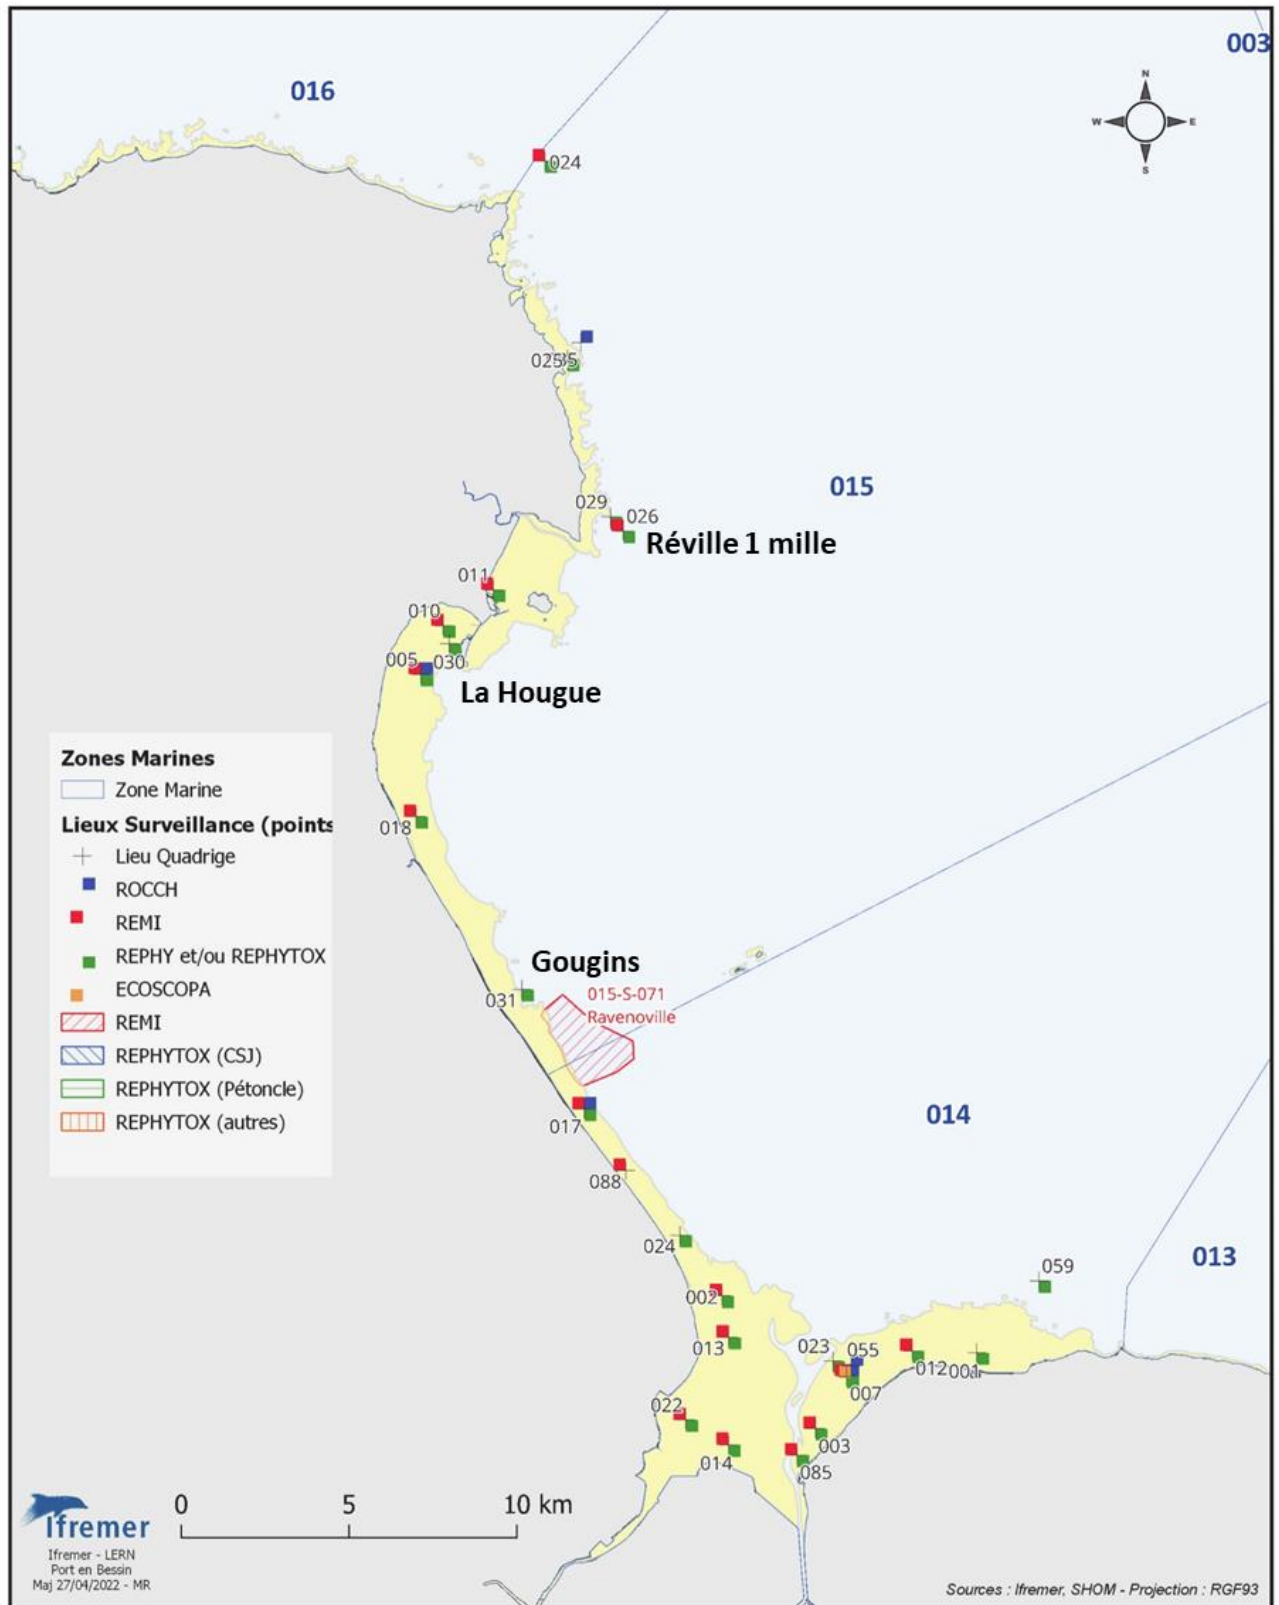 003
016
N
W
E
S
024
025
015
029
026
Réville 1 mille
011
010
005
030
La Hougue
Zones Marines
Zone Marine
Lieux Surveillance (points
Lieu Quadrige
ROCCH
REMI
REPHY et/ou REPHYTOX
ECOSCOPA
REMI
REPHYTOX (CSJ)
REPHYTOX (Pétoncle)
REPHYTOX (autres)
018
Gougins
031
015-S-071
Ravenoville
017
014
088
024
013
059
002
013
023
055
012
001
007
022
003
014
085
0 5 10 km
Ifremer
Ifremer - LERN
Port en Bessin
Maj 27/04/2022 - MR
Sources : Ifremer, SHOM - Projection : RGF93